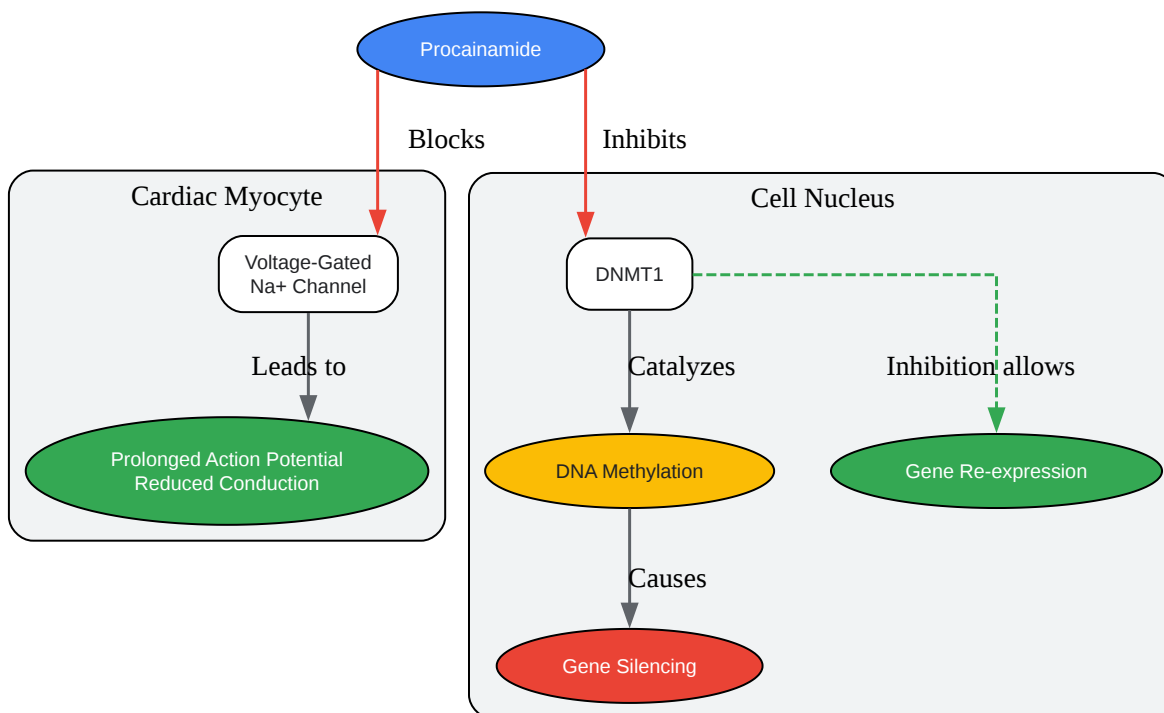 Procainamide
Blocks
Inhibits
Cardiac Myocyte
Cell Nucleus
Voltage-Gated
Na+ Channel
DNMT1
Leads to
Catalyzes
Inhibition allows
Prolonged Action Potential
Reduced Conduction
DNA Methylation
Gene Re-expression
Causes
Gene Silencing